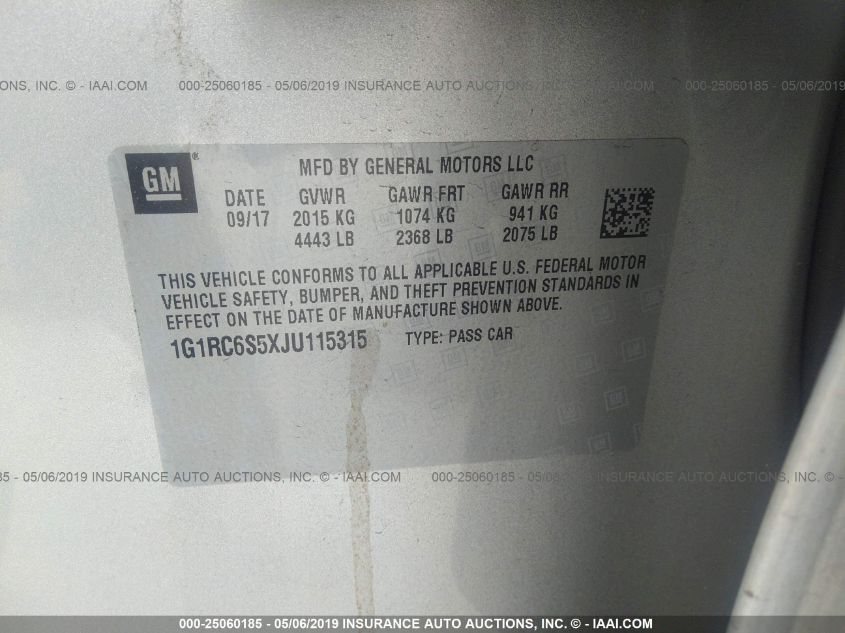 NS, INC. © - IAAI.COM 000-25060185 - 05/06/2019 INSURANCE AUTO AUCTIONS, INC. © - IAAI.COM
GM ® MFD BY GENERAL MOTORS LLC
DATE GVWR GAWR FRT GAWR RR
09/17 2015 KG 1074 KG 941 KG
4443 LB 2368 LB 2075 LB
THIS VEHICLE CONFORMS TO ALL APPLICABLE U.S. FEDERAL MOTOR
VEHICLE SAFETY, BUMPER, AND THEFT PREVENTION STANDARDS IN
EFFECT ON THE DATE OF MANUFACTURE SHOWN ABOVE.
1G1RC6S5XJU115315 TYPE: PASS CAR
85 - 05/06/2019 INSURANCE AUTO AUCTIONS, INC. © - IAAI.COM 000-25060185 - 05/06/2019 INSURANCE AUTO AUCTIO
000-25060185 - 05/06/2019 INSURANCE AUTO AUCTIONS, INC. © - IAAI.COM